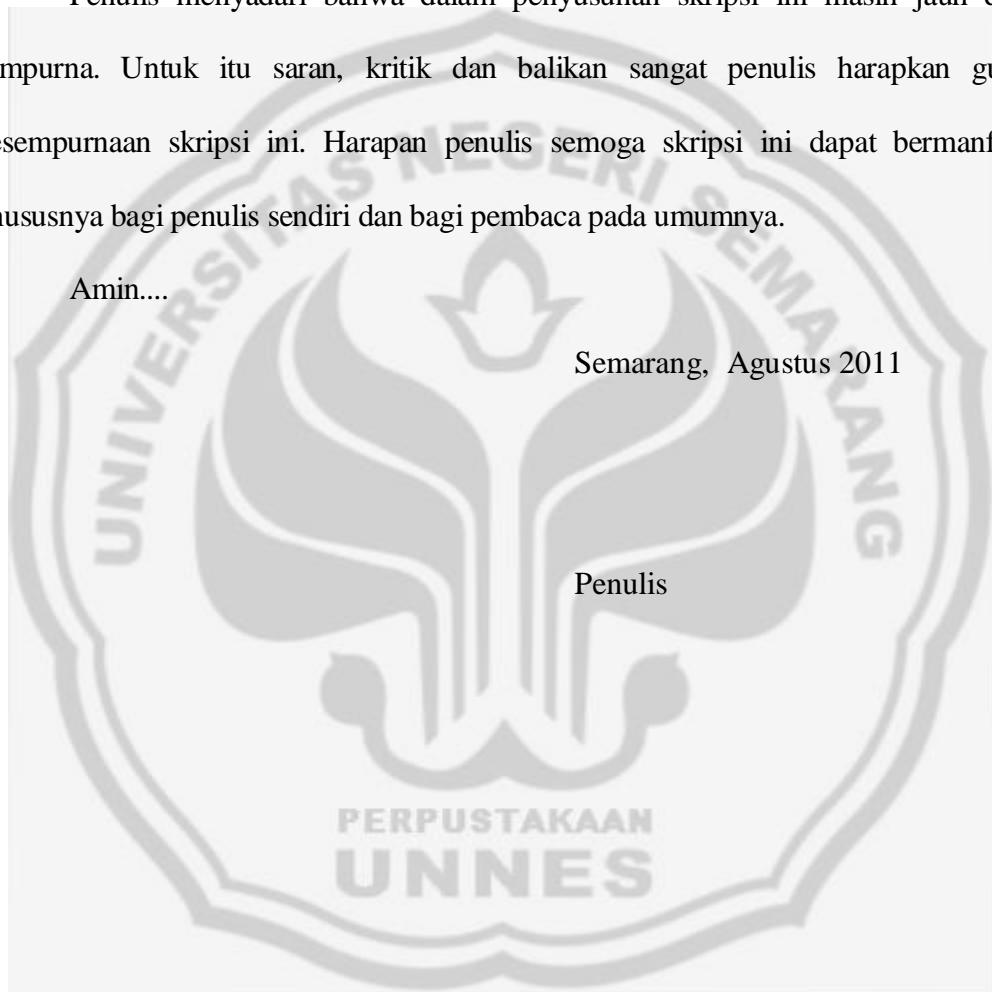 Penulis menyadari bahwa dalam penyusunan skripsi ini masih jauh
mpurna. Untuk itu saran, kritik dan balikan sangat penulis harapkan gu
esempurnaan skripsi ini. Harapan penulis semoga skripsi ini dapat bermanf
ususnya bagi penulis sendiri dan bagi pembaca pada umumnya.
Amin....
Semarang, Agustus 2011
Penulis
UNIVERSITAS NEGERI SEMARANG
PERPUSTAKAAN
UNNES